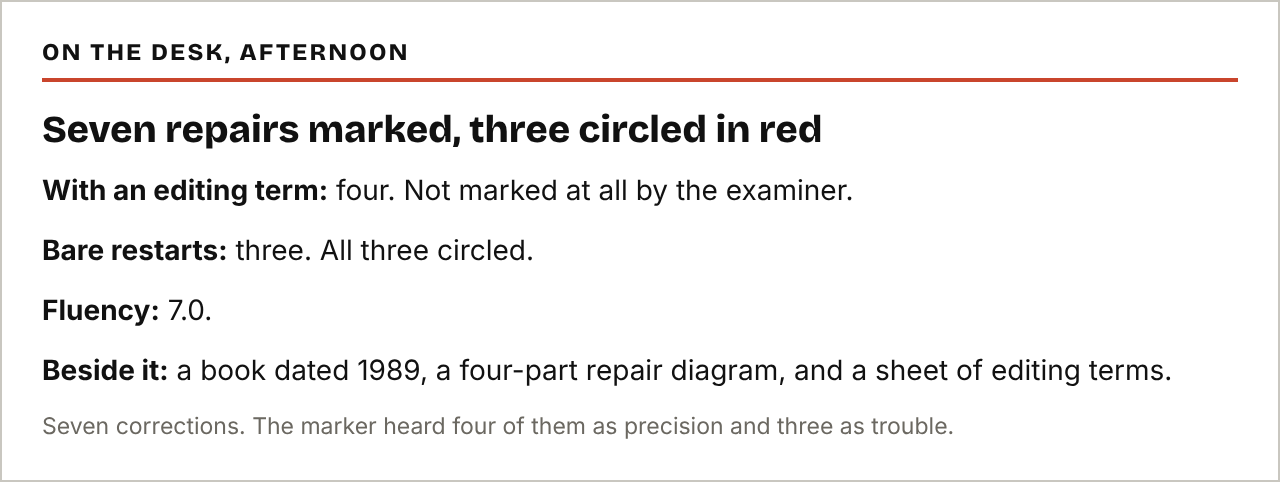 ON THE DESK, AFTERNOON
Seven repairs marked, three circled in red
With an editing term: four. Not marked at all by the examiner.
Bare restarts: three. All three circled.
Fluency: 7.0.
Beside it: a book dated 1989, a four-part repair diagram, and a sheet of editing terms.
Seven corrections. The marker heard four of them as precision and three as trouble.